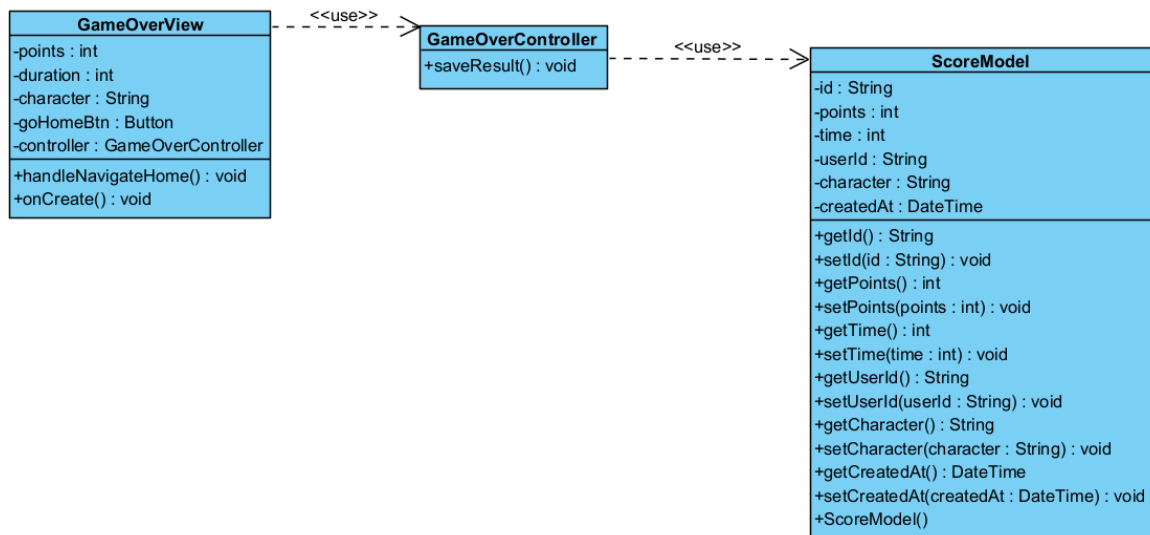 GameOverView
-points : int
-duration : int
-character : String
-goHomeBtn : Button
-controller : GameOverController
+handleNavigateHome() : void
+onCreate() : void
<<use>>
GameOverController
+saveResult() : void
<<use>>
ScoreModel
-id : String
-points : int
-time : int
-userId : String
-character : String
-createdAt : DateTime
+getId() : String
+setId(id : String) : void
+getPoints() : int
+setPoints(points : int) : void
+getTime() : int
+setTime(time : int) : void
+getUserId() : String
+setUserId(userId : String) : void
+getCharacter() : String
+setCharacter(character : String) : void
+getCreatedAt() : DateTime
+setCreatedAt(createdAt : DateTime) : void
+ScoreModel()